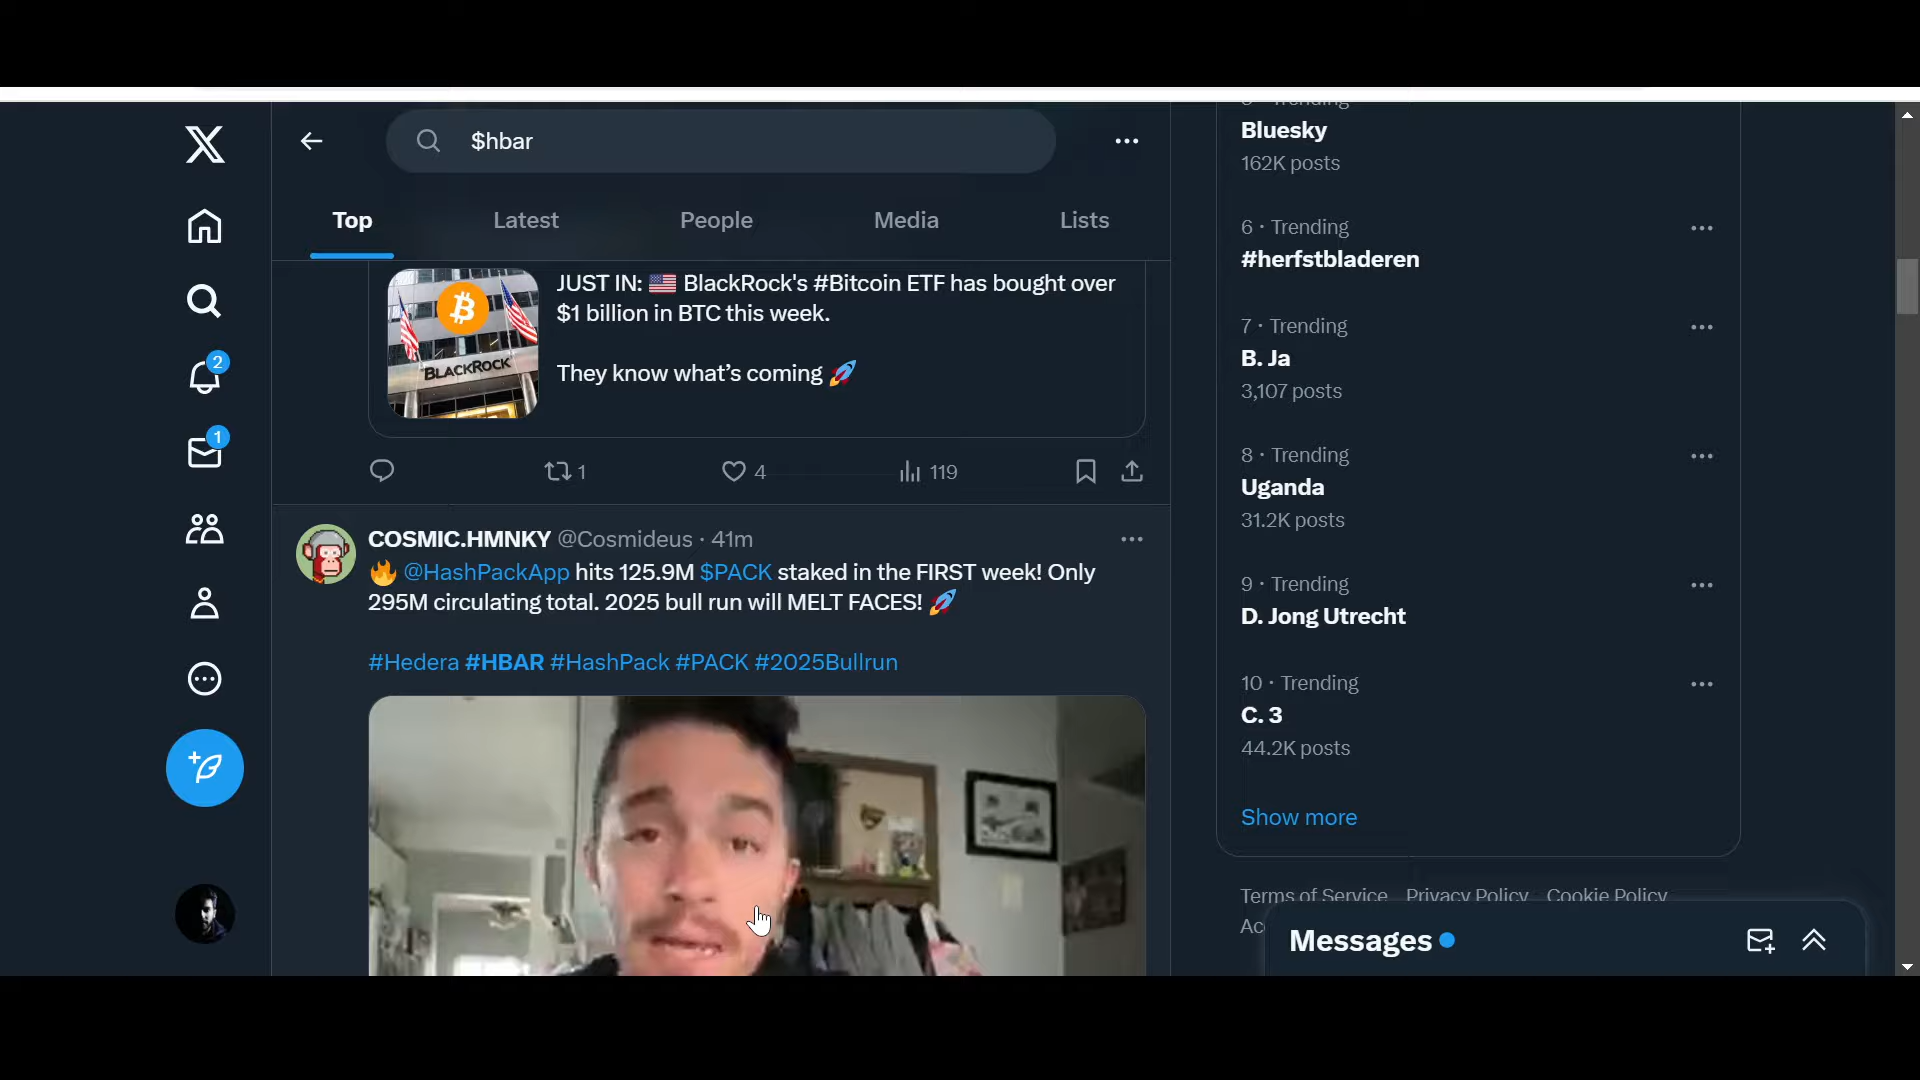 $hbar
Top Latest People Media Lists
JUST IN: 🇺🇸 BlackRock's #Bitcoin ETF has bought over
$1 billion in BTC this week.
They know what's coming 🚀
BLACKROCK
1 4 119
COSMIC.HMNKY @Cosmideus · 41m
🔥 @HashPackApp hits 125.9M $PACK staked in the FIRST week! Only
295M circulating total. 2025 bull run will MELT FACES! 🚀
#Hedera #HBAR #HashPack #PACK #2025Bullrun
2
1
Trending
Bluesky
162K posts
6 · Trending
#herfstbladeren
7 · Trending
B. Ja
3,107 posts
8 · Trending
Uganda
31.2K posts
9 · Trending
D. Jong Utrecht
10 · Trending
C. 3
44.2K posts
Show more
Terms of Service Privacy Policy Cookie Policy
Messages